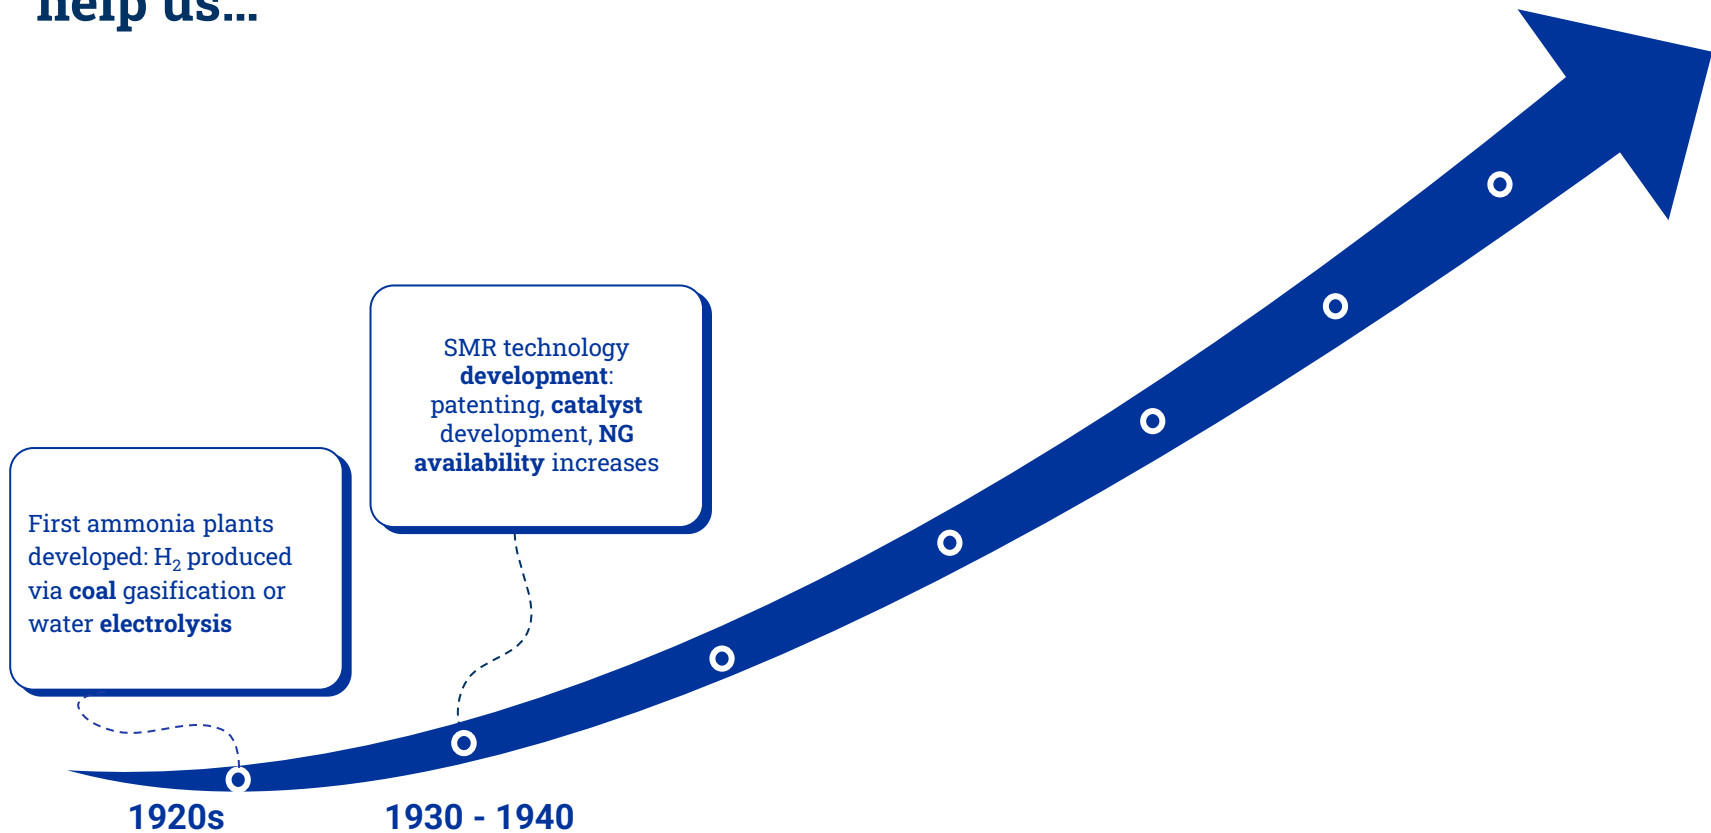 help us...
SMR technology
development:
patenting, catalyst
development, NG
availability increases
First ammonia plants
developed: H₂ produced
via coal gasification or
water electrolysis
1920s
1930 - 1940